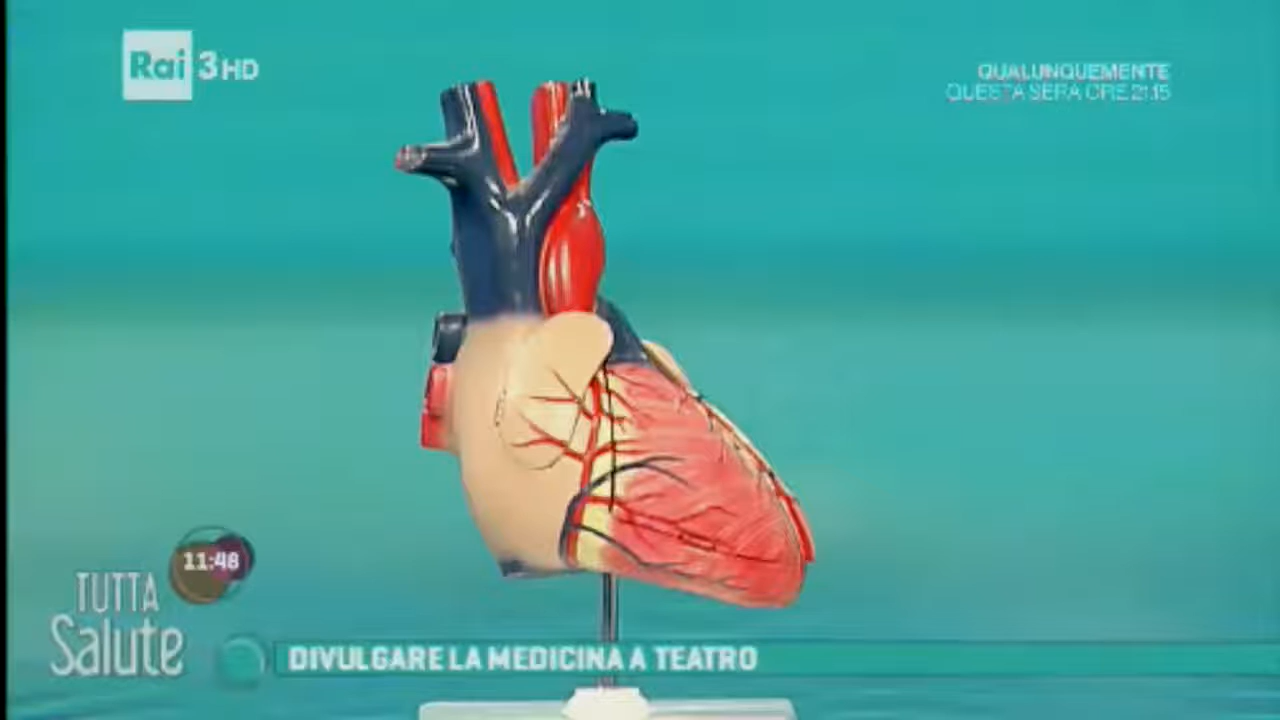 Rai 3HD
QUALUNQUEMENTE
QUESTA SERA ORE 21.15
11:48
TUTTA
Salute
DIVULGARE LA MEDICINA A TEATRO